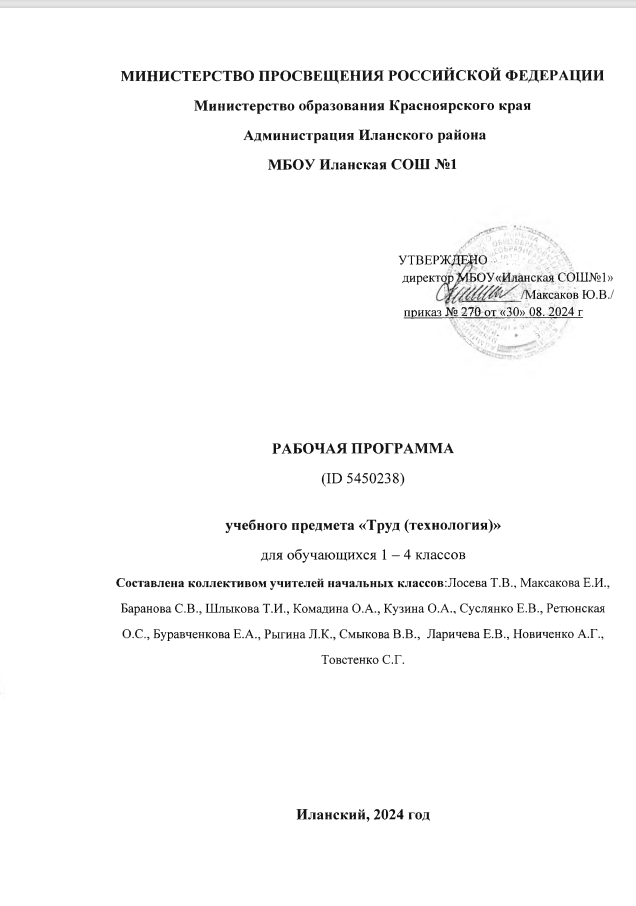 МИНИСТЕРСТВО ПРОСВЕЩЕНИЯ РОССИЙСКОЙ ФЕДЕРАЦИИ
Министерство образования Красноярского края
Администрация Иланского района
МБОУ Иланская СОШ №1
УТВЕРЖДЕНО
директор МБОУ«Иланская СОШ№1»
/Максаков Ю.В./
приказ № 270 от «30» 08. 2024 г
РАБОЧАЯ ПРОГРАММА
(ID 5450238)
учебного предмета «Труд (технология)»
для обучающихся 1 – 4 классов
Составлена коллективом учителей начальных классов:Лосева Т.В., Максакова Е.И.,
Баранова С.В., Шлыкова Т.И., Комадина О.А., Кузина О.А., Суслянко Е.В., Ретюнская
О.С., Буравченкова Е.А., Рыгина Л.К., Смыкова В.В., Ларичева Е.В., Новиченко А.Г.,
Товстенко С.Г.
Иланский, 2024 год